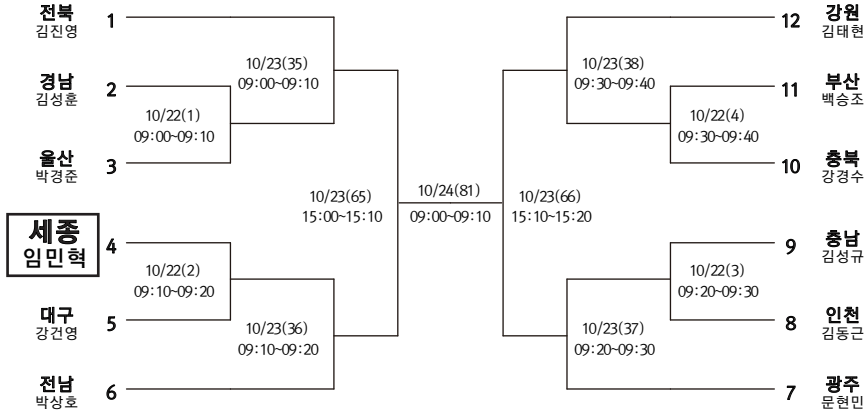 전북 1
김진영
10/23(35)
09:00~09:10
경남 2
김성훈
10/22(1)
09:00~09:10
울산 3
박경준
10/23(65)
15:00~15:10
세종 4
임민혁
10/22(2)
09:10~09:20
대구 5
강건영
10/23(36)
09:10~09:20
전남 6
박상호
10/24(81)
09:00~09:10
12 강원
김태현
10/23(38)
09:30~09:40
11 부산
백승조
10/22(4)
09:30~09:40
10 충북
강경수
10/23(66)
15:10~15:20
9 충남
김성규
10/22(3)
09:20~09:30
8 인천
김동근
10/23(37)
09:20~09:30
7 광주
문현민